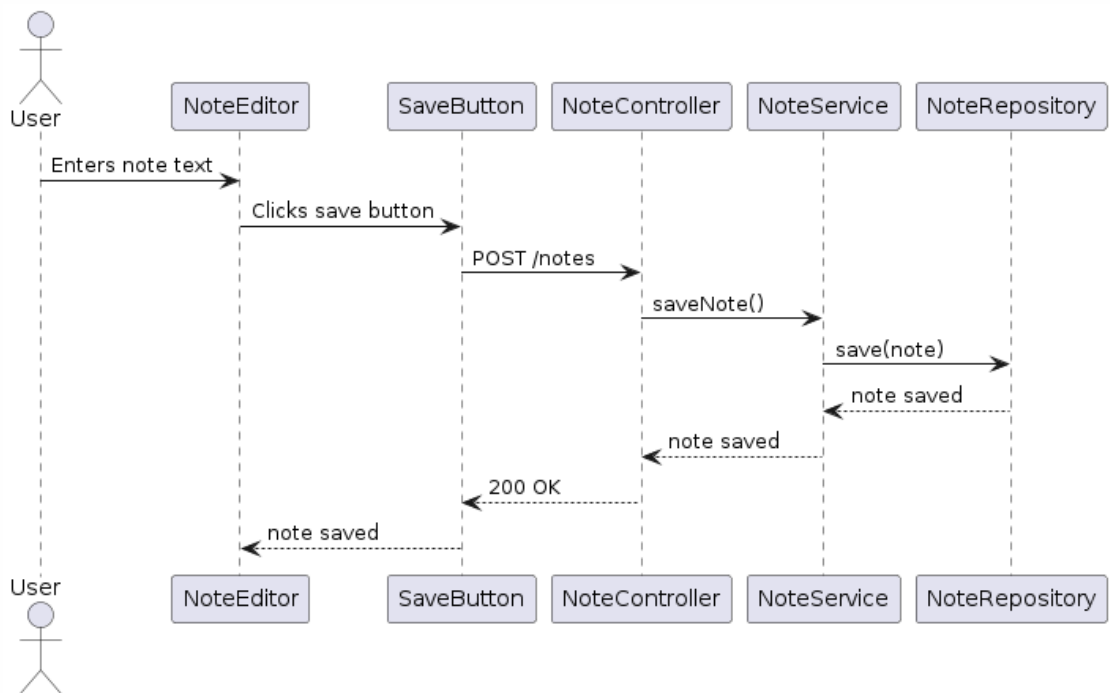 User
NoteEditor
SaveButton
NoteController
NoteService
NoteRepository
Enters note text
Clicks save button
POST /notes
saveNote()
save(note)
note saved
note saved
200 OK
note saved
User
NoteEditor
SaveButton
NoteController
NoteService
NoteRepository